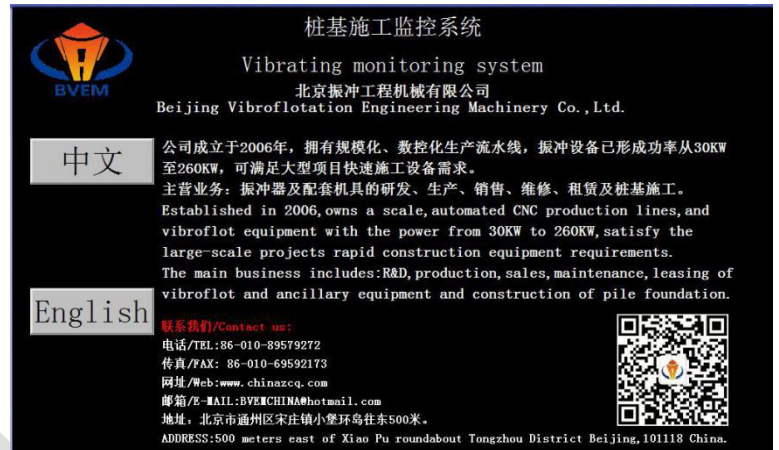 桩基施工监控系统
Vibrating monitoring system
北京振冲工程机械有限公司
Beijing Vibroflotation Engineering Machinery Co.,Ltd.
BVEM
中文
公司成立于2006年，拥有规模化、数控化生产流水线，振冲设备已形成功率从30KW
至260KW，可满足大型项目快速施工设备需求。
主营业务：振冲器及配套机具的研发、生产、销售、维修、租赁及桩基施工。
Established in 2006,owns a scale,automated CNC production lines,and
vibroflot equipment with the power from 30KW to 260KW,satisfy the
large-scale projects rapid construction equipment requirements.
The main business includes:R&D,production,sales,maintenance,leasing of
vibroflot and ancillary equipment and construction of pile foundation.
English
联系我们/Contact us:
电话/TEL:86-010-89579272
传真/FAX: 86-010-69592173
网址/Web:www.chinazcq.com
邮箱/E-MAIL:BVEMCHINA@hotmail.com
地址：北京市通州区宋庄镇小堡环岛往东500米。
ADDRESS:500 meters east of Xiao Pu roundabout Tongzhou District Beijing,101118 China.